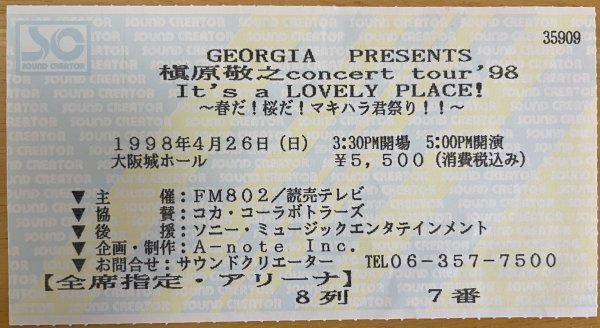 SC
SOUND CREATOR
35909
GEORGIA PRESENTS
槇原敬之concert tour'98
It's a LOVELY PLACE!
～春だ！桜だ！マキハラ君祭り！！～
1998年4月26日（日） 3:30PM開場 5:00PM開演
大阪城ホール ￥5,500（消費税込み）
▼主 催：FM802／読売テレビ
▼協 賛：コカ・コーラボトラーズ
▼後 援：ソニー・ミュージックエンタテインメント
▼企画・制作：A-note Inc.
▼お問合せ：サウンドクリエーター TEL06-357-7500
【全席指定・アリーナ】
8列 7番